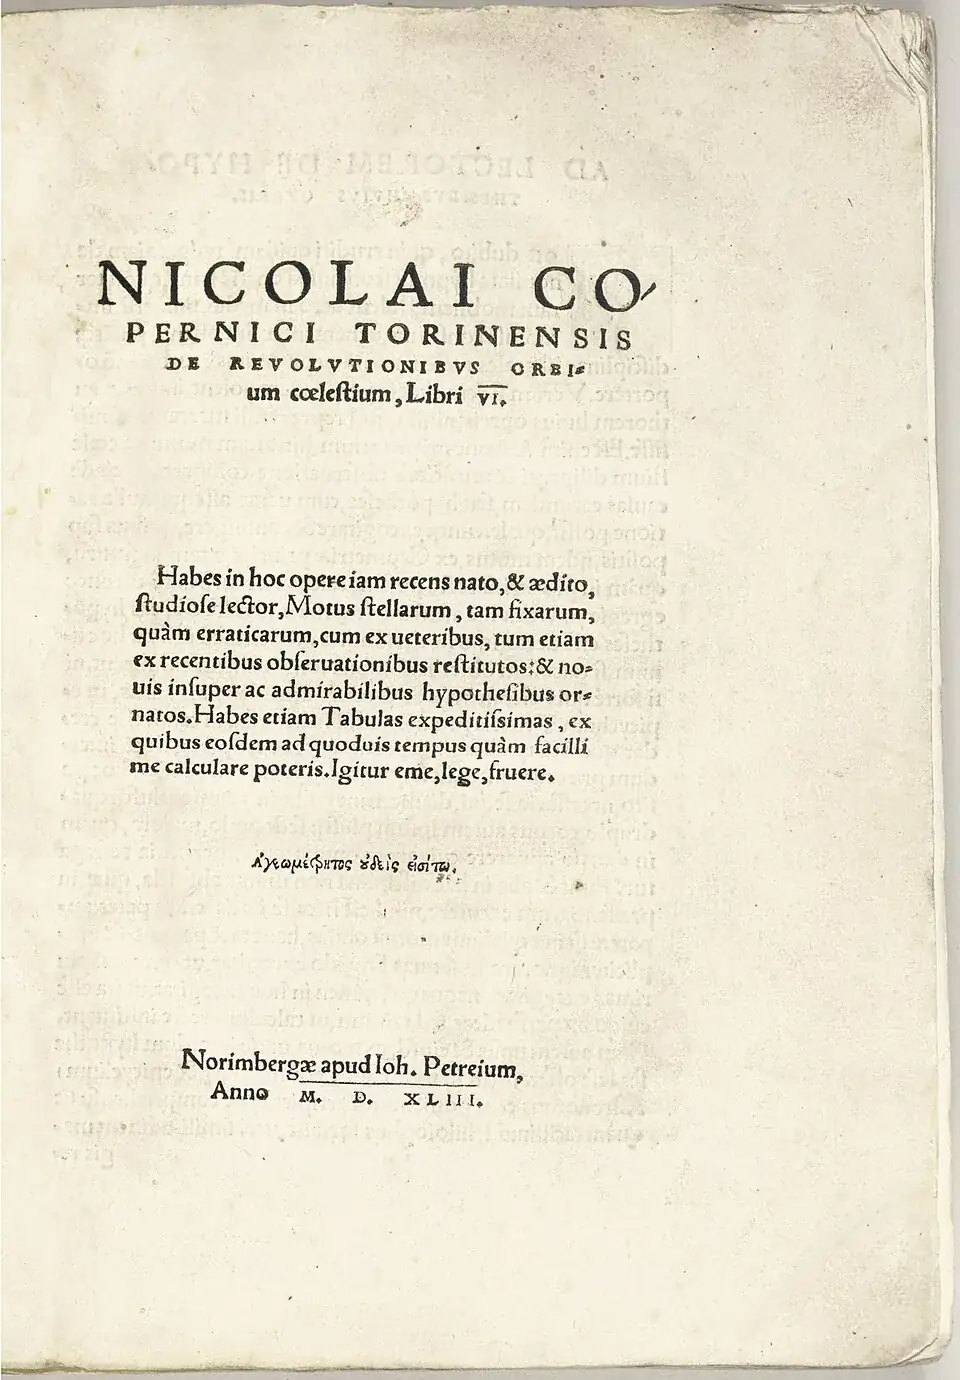 NICOLAI CO⸗
PERNICI TORINENSIS
DE REVOLVTIONIBVS ORBI⸗
um cœleſtium, Libri VI.
Habes in hoc opere iam recens nato, & ædito,
ſtudioſe lector, Motus ſtellarum, tam fixarum,
quàm erraticarum, cum ex ueteribus, tum etiam
ex recentibus obſeruationibus reſtitutos: & no⸗
uis inſuper ac admirabilibus hypotheſibus or⸗
natos. Habes etiam Tabulas expeditiſsimas, ex
quibus eoſdem ad quoduis tempus quàm facilli
me calculare poteris. Igitur eme, lege, fruere.
Ἀγεωμέτρητος οὐδεὶς εἰσίτω.
Norimbergæ apud Ioh. Petreium,
Anno M. D. XLIII.